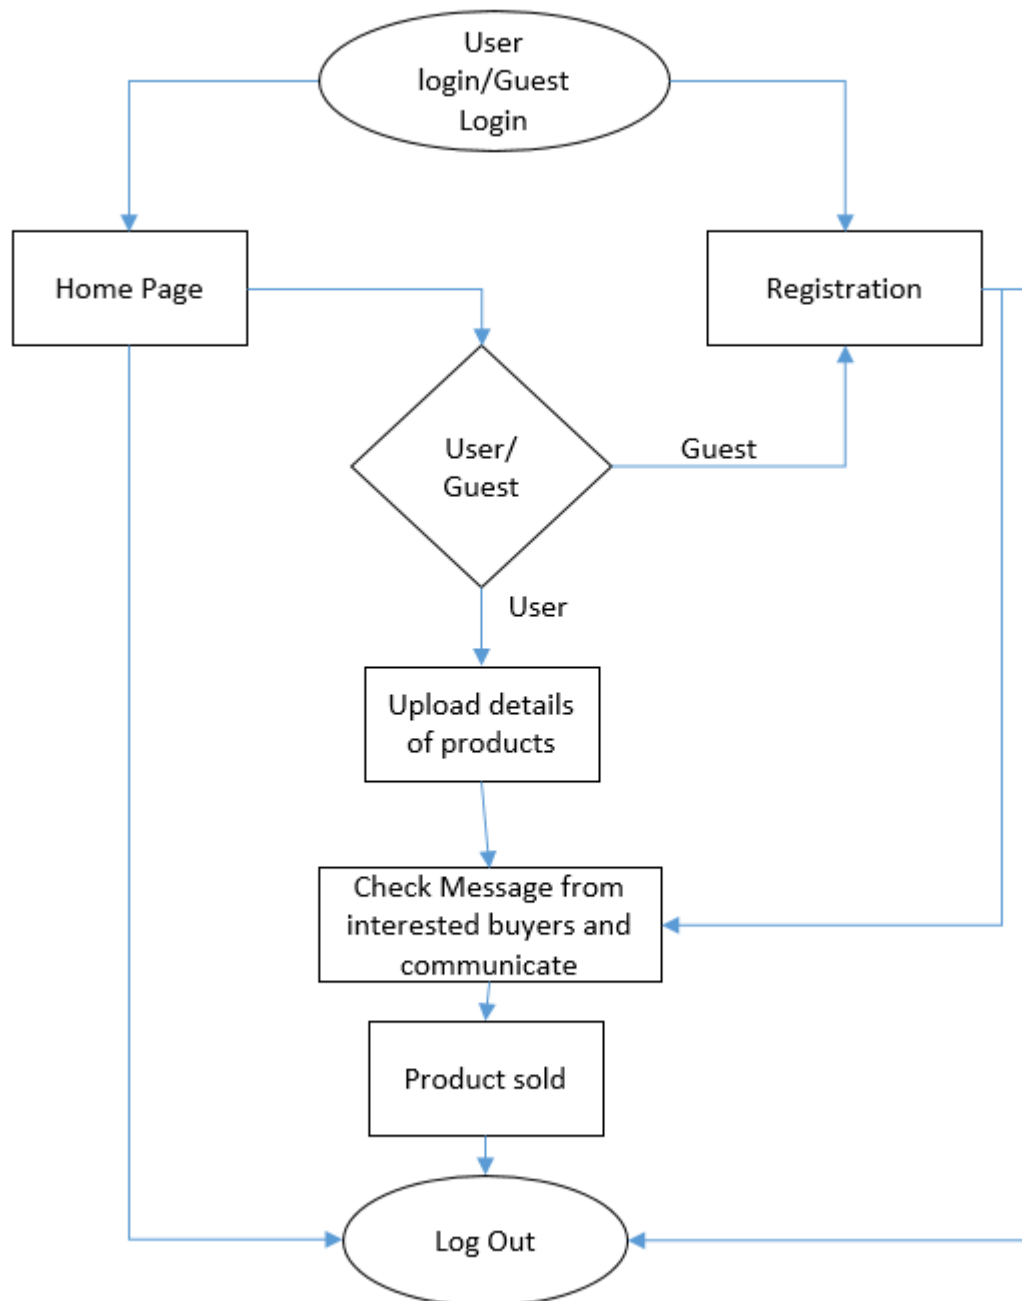 User
login/Guest
Login
Home Page
Registration
User/
Guest
Guest
User
Upload details
of products
Check Message from
interested buyers and
communicate
Product sold
Log Out